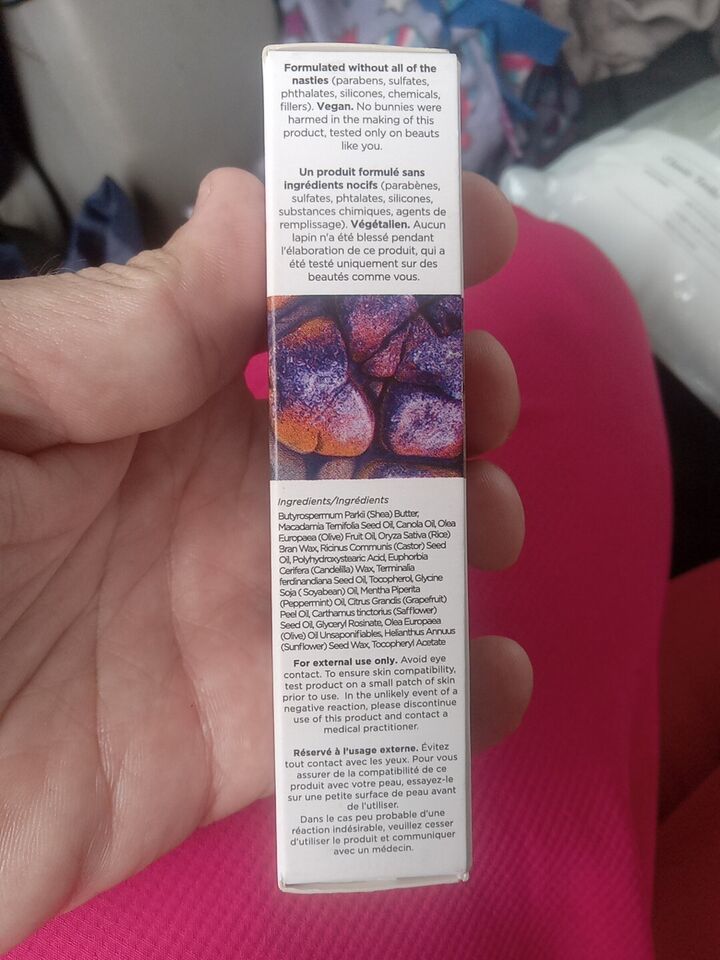 Formulated without all of the
nasties (parabens, sulfates,
phthalates, silicones, chemicals,
fillers). Vegan. No bunnies were
harmed in the making of this
product, tested only on beauts
like you.
Un produit formulé sans
ingrédients nocifs (parabènes,
sulfates, phtalates, silicones,
substances chimiques, agents de
remplissage). Végétalien. Aucun
lapin n'a été blessé pendant
l'élaboration de ce produit, qui a
été testé uniquement sur des
beautés comme vous.
Ingredients/Ingrédients
Butyrospermum Parkii (Shea) Butter,
Macadamia Ternifolia Seed Oil, Canola Oil, Olea
Europaea (Olive) Fruit Oil, Oryza Sativa (Rice)
Bran Wax, Ricinus Communis (Castor) Seed
Oil, Polyhydroxystearic Acid, Euphorbia
Cerifera (Candelilla) Wax, Terminalia
ferdinandiana Seed Oil, Tocopherol, Glycine
Soja ( Soyabean) Oil, Mentha Piperita
(Peppermint) Oil, Citrus Grandis (Grapefruit)
Peel Oil, Carthamus tinctorius (Safflower)
Seed Oil, Glyceryl Rosinate, Olea Europaea
(Olive) Oil Unsaponifiables, Helianthus Annuus
(Sunflower) Seed Wax, Tocopheryl Acetate
For external use only. Avoid eye
contact. To ensure skin compatibility,
test product on a small patch of skin
prior to use. In the unlikely event of a
negative reaction, please discontinue
use of this product and contact a
medical practitioner.
Réservé à l'usage externe. Évitez
tout contact avec les yeux. Pour vous
assurer de la compatibilité de ce
produit avec votre peau, essayez-le
sur une petite surface de peau avant
de l'utiliser.
Dans le cas peu probable d'une
réaction indésirable, veuillez cesser
d'utiliser le produit et communiquer
avec un médecin.